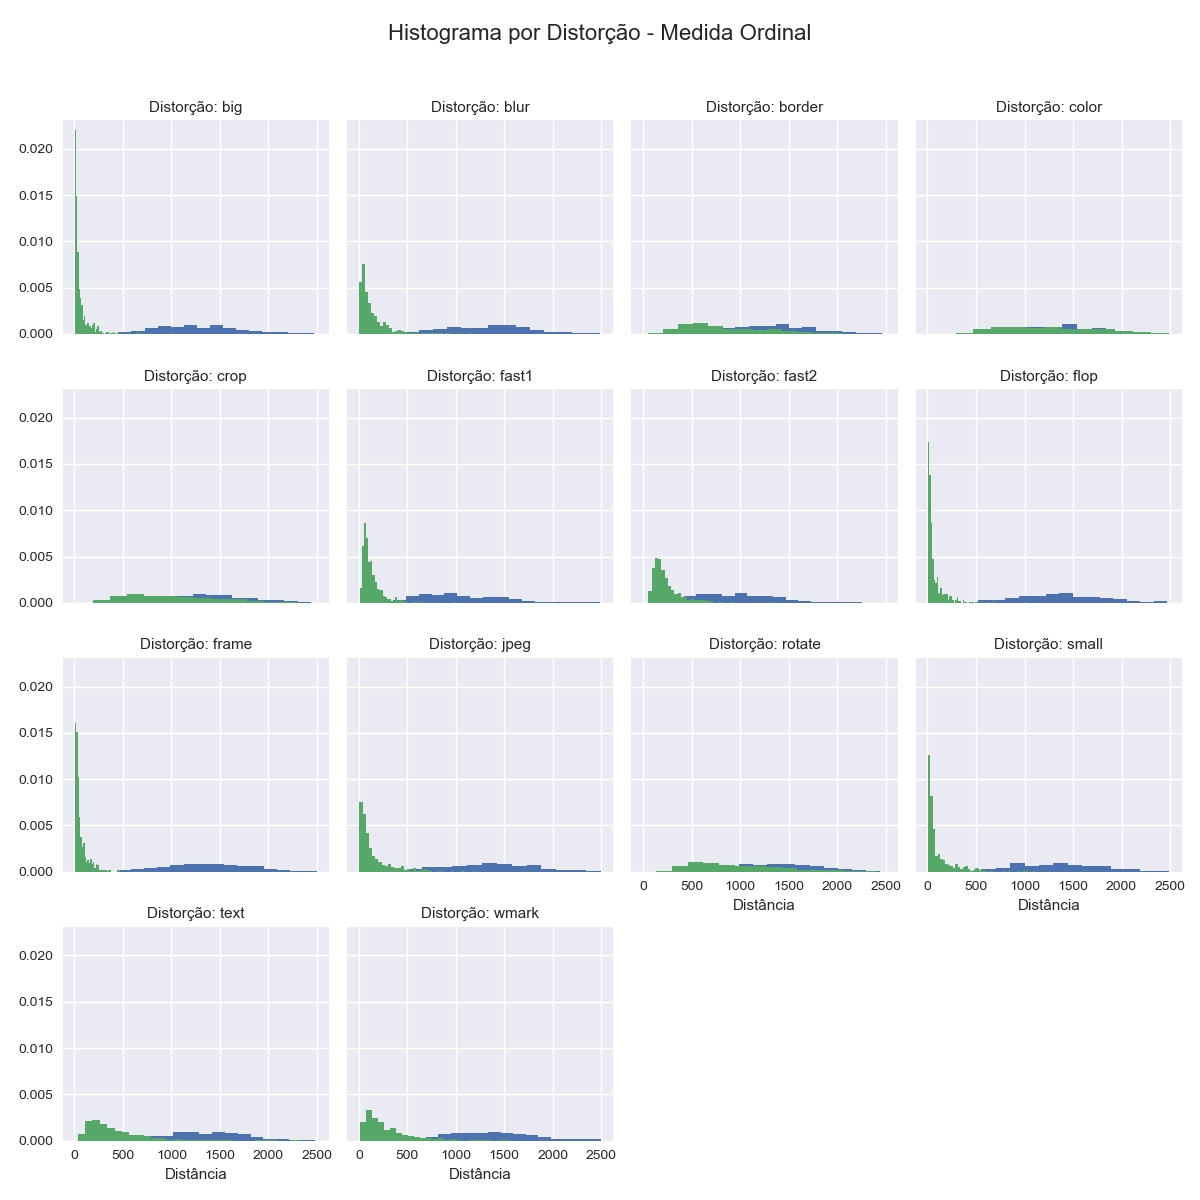 Histograma por Distorção - Medida Ordinal
Distorção: big
Distorção: blur
Distorção: border
Distorção: color
0.020
0.015
0.010
0.005
0.000
Distorção: crop
Distorção: fast1
Distorção: fast2
Distorção: flop
0.020
0.015
0.010
0.005
0.000
Distorção: frame
Distorção: jpeg
Distorção: rotate
Distorção: small
0.020
0.015
0.010
0.005
0.000
0 500 1000 1500 2000 2500
Distância
0 500 1000 1500 2000 2500
Distância
Distorção: text
Distorção: wmark
0.020
0.015
0.010
0.005
0.000
0 500 1000 1500 2000 2500
Distância
0 500 1000 1500 2000 2500
Distância